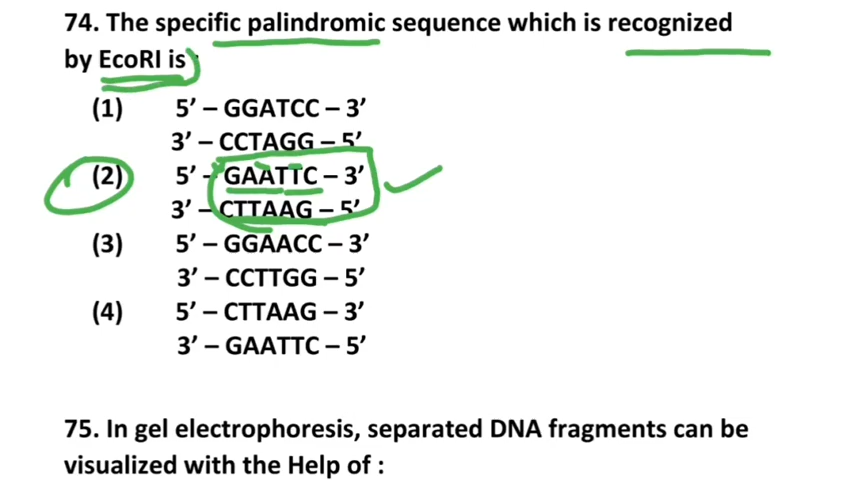 74. The specific palindromic sequence which is recognized
by EcoRI is :
(1) 5’ – GGATCC – 3’
3’ – CCTAGG – 5’
(2) 5’ – GAATTC – 3’
3’ – CTTAAG – 5’
(3) 5’ – GGAACC – 3’
3’ – CCTTGG – 5’
(4) 5’ – CTTAAG – 3’
3’ – GAATTC – 5’
75. In gel electrophoresis, separated DNA fragments can be
visualized with the Help of :